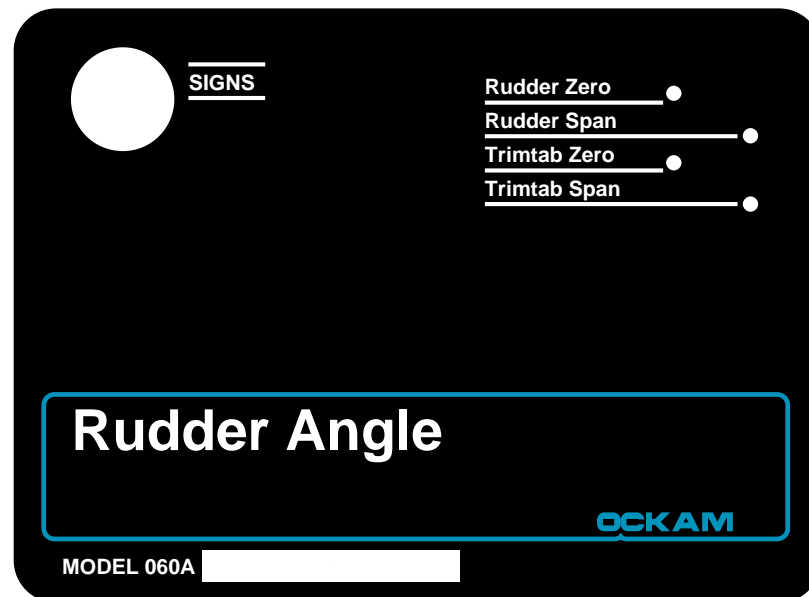 SIGNS
Rudder Zero
Rudder Span
Trimtab Zero
Trimtab Span
Rudder Angle
OCKAM
MODEL 060A